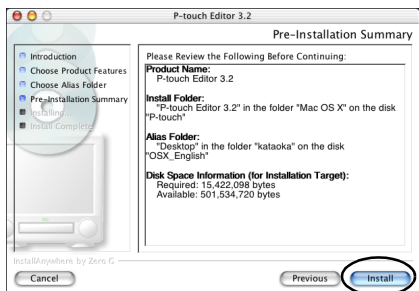 P-touch Editor 3.2
Pre-Installation Summary
Introduction
Choose Product Features
Choose Alias Folder
Pre-Installation Summary
Installing...
Install Complete
Please Review the Following Before Continuing:
Product Name:
P-touch Editor 3.2
Install Folder:
"P-touch Editor 3.2" in the folder "Mac OS X" on the disk
"P-touch"
Alias Folder:
"Desktop" in the folder "kataoka" on the disk
"OSX_English"
Disk Space Information (for Installation Target):
Required: 15,422,098 bytes
Available: 501,534,720 bytes
InstallAnywhere by Zero G
Cancel
Previous
Install